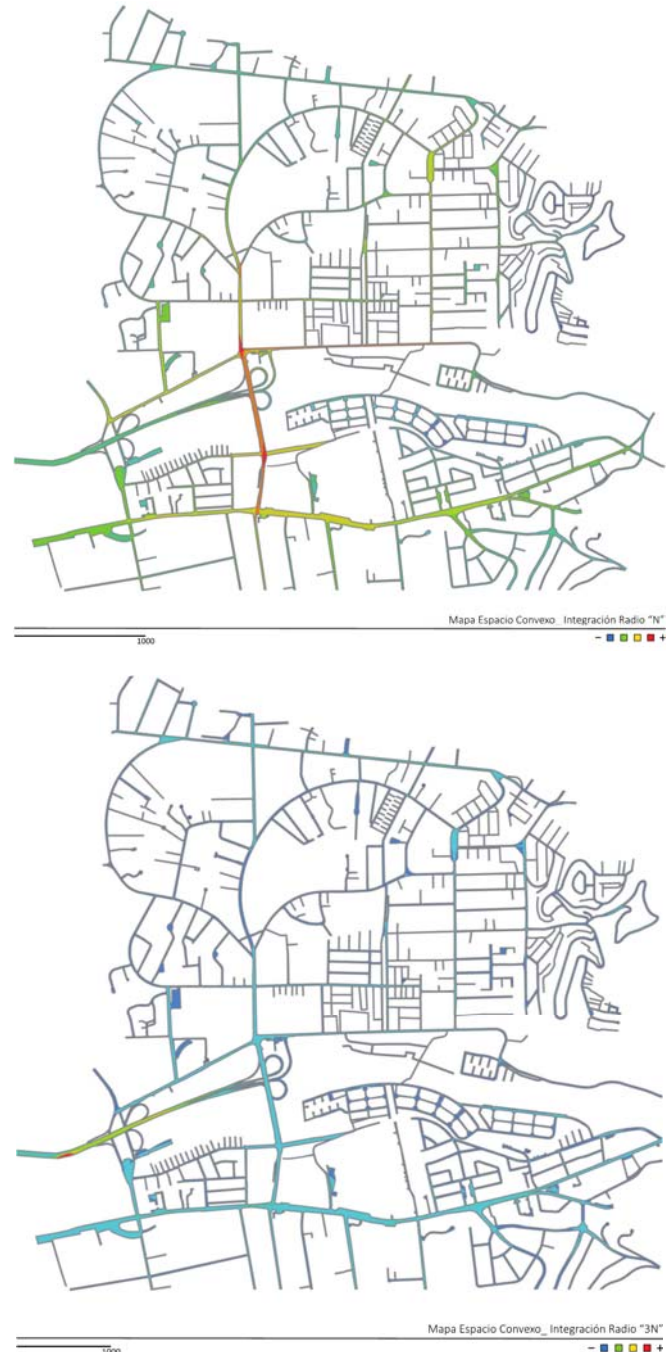 Mapa Espacio Convexo_ Integración Radio "N"
1000
- +
Mapa Espacio Convexo_ Integración Radio "3N"
1000
- +